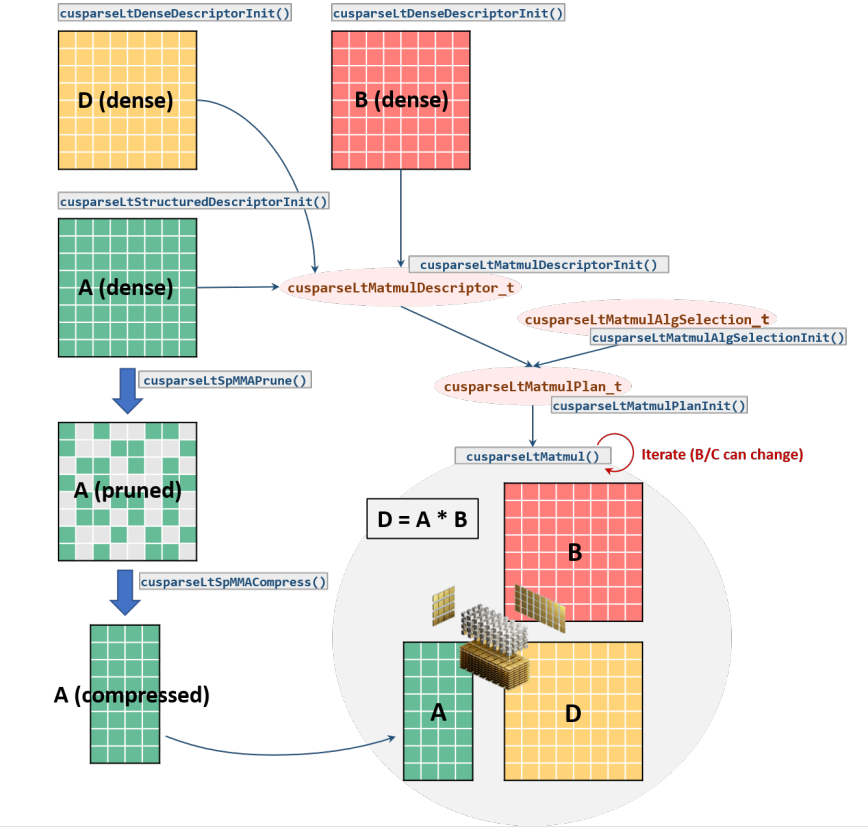 cusparseLtDenseDescriptorInit()
cusparseLtDenseDescriptorInit()
D (dense)
B (dense)
cusparseLtStructuredDescriptorInit()
A (dense)
cusparseLtMatmulDescriptorInit()
cusparseLtMatmulDescriptor_t
cusparseLtMatmulAlgSelection_t
cusparseLtMatmulAlgSelectionInit()
cusparseLtSpMMAPrune()
cusparseLtMatmulPlan_t
cusparseLtMatmulPlanInit()
cusparseLtMatmul()
Iterate (B/C can change)
A (pruned)
D = A * B
B
cusparseLtSpMMACompress()
A (compressed)
A
D